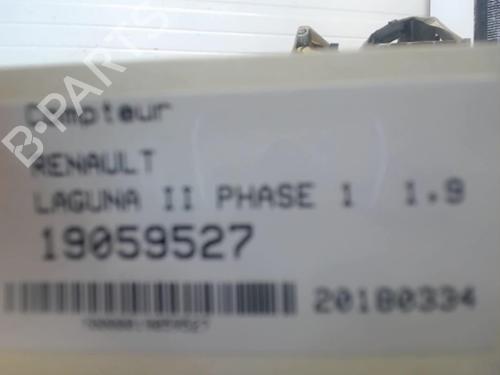 Compteur
RENAULT
LAGUNA II PHASE 1 1.9
19059527
20180334
B-PARTS